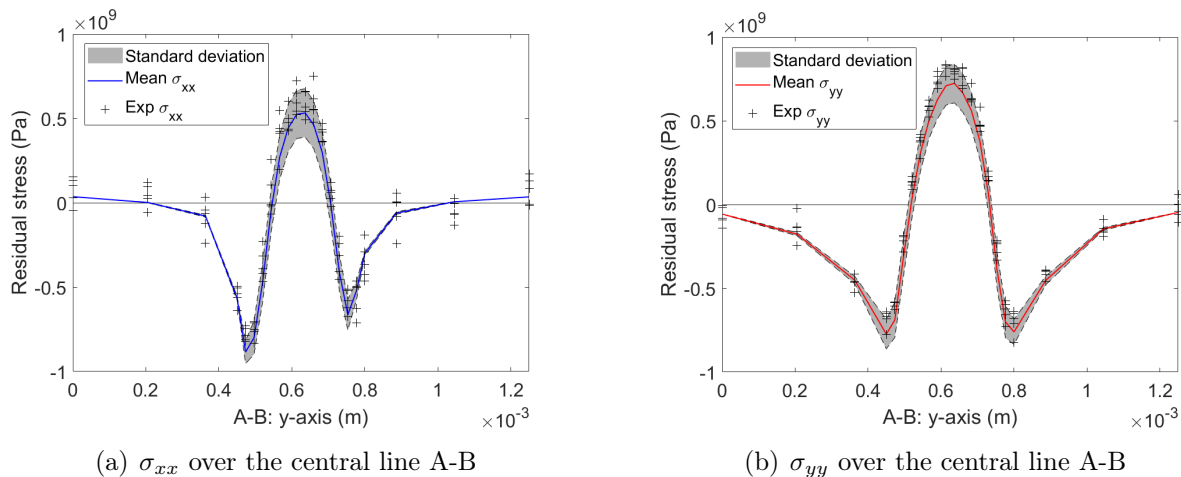 ×10⁹
1
0.5
0
-0.5
-1
Residual stress (Pa)
Standard deviation
Mean σxx
Exp σxx
0 0.2 0.4 0.6 0.8 1 1.2
×10⁻³
A-B: y-axis (m)
(a) σxx over the central line A-B
×10⁹
1
0.5
0
-0.5
-1
Residual stress (Pa)
Standard deviation
Mean σyy
Exp σyy
0 0.2 0.4 0.6 0.8 1 1.2
×10⁻³
A-B: y-axis (m)
(b) σyy over the central line A-B